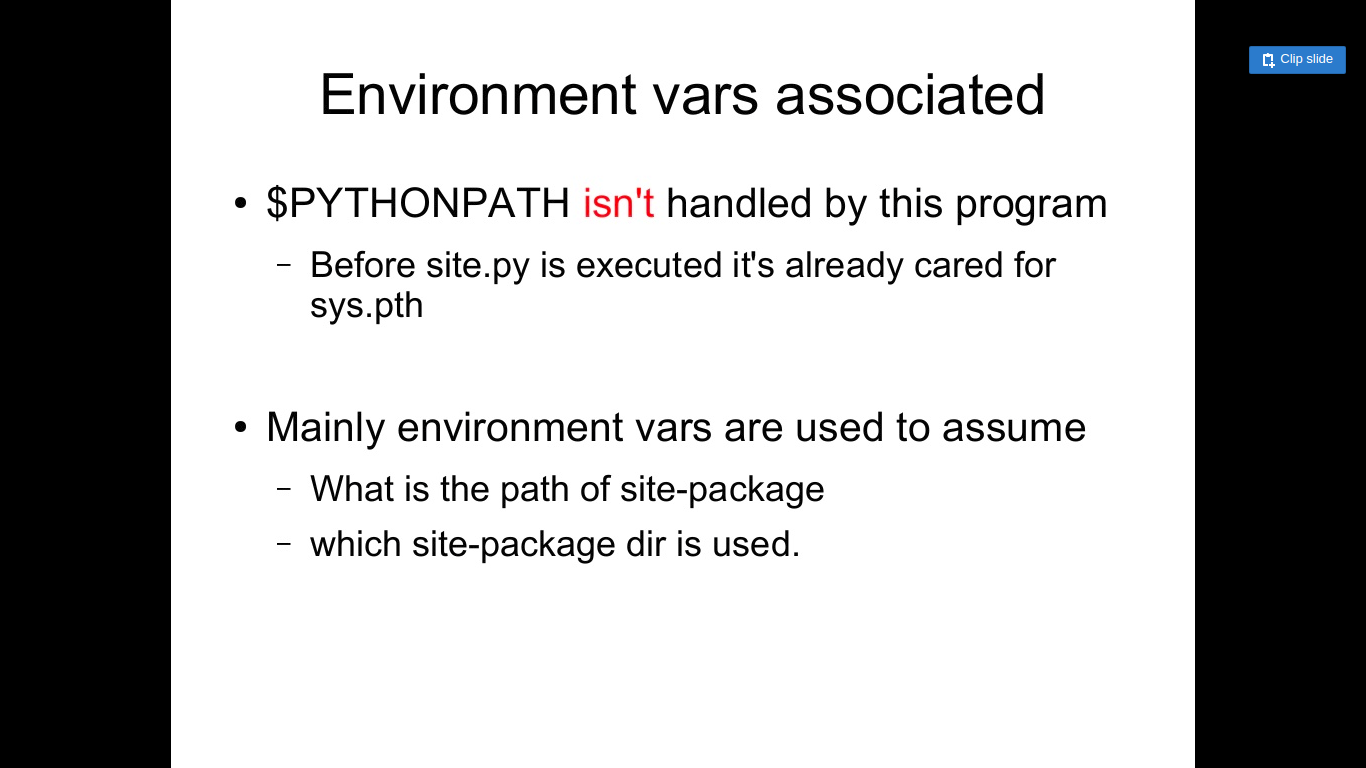 Environment vars associated
Clip slide
• $PYTHONPATH isn't handled by this program
– Before site.py is executed it's already cared for
sys.pth
• Mainly environment vars are used to assume
– What is the path of site-package
– which site-package dir is used.